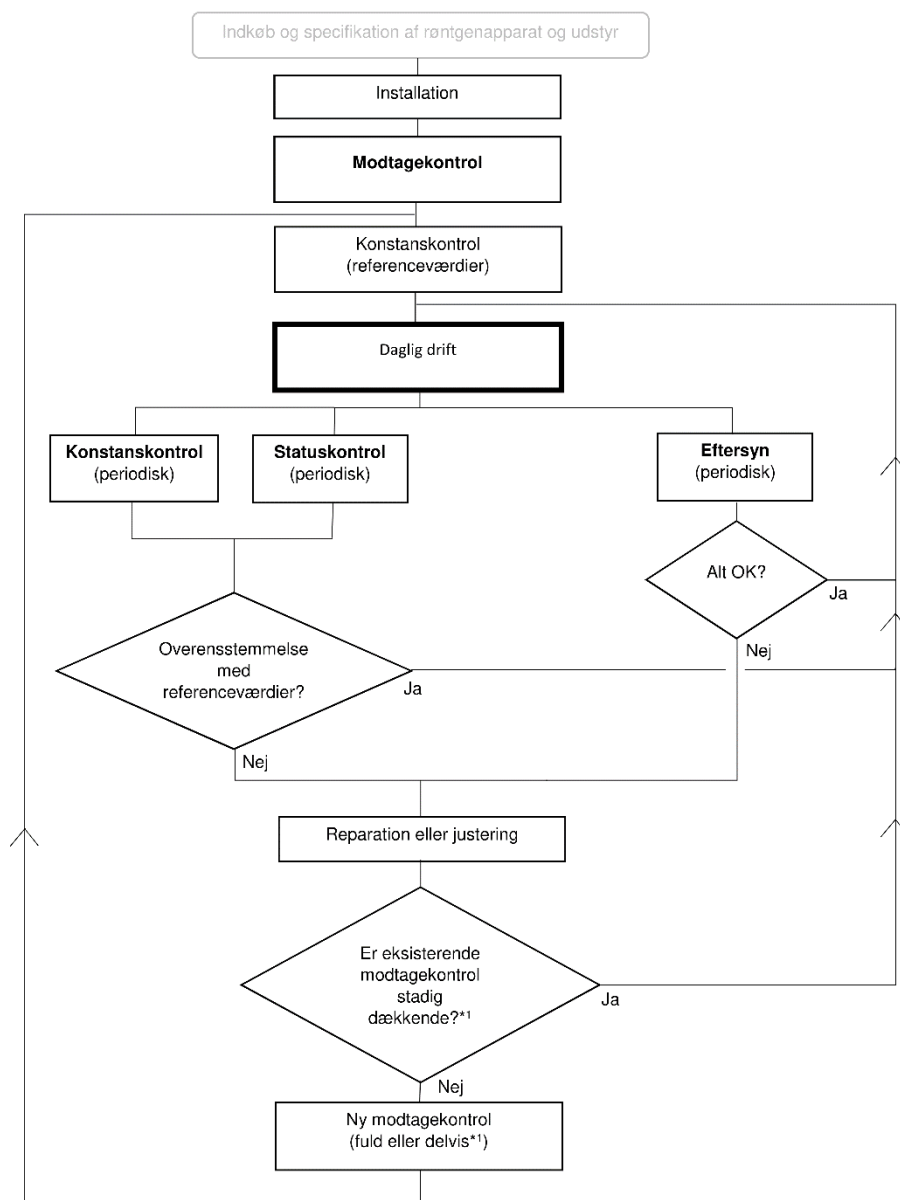 Indkøb og specifikation af røntgenapparat og udstyr
Installation
Modtagekontrol
Konstanskontrol
(referenceværdier)
Daglig drift
Konstanskontrol
(periodisk)
Statuskontrol
(periodisk)
Eftersyn
(periodisk)
Alt OK?
Ja
Nej
Overensstemmelse
med
referenceværdier?
Ja
Nej
Reparation eller justering
Er eksisterende
modtagekontrol
stadig
dækkende?*¹
Ja
Nej
Ny modtagekontrol
(fuld eller delvis*¹)